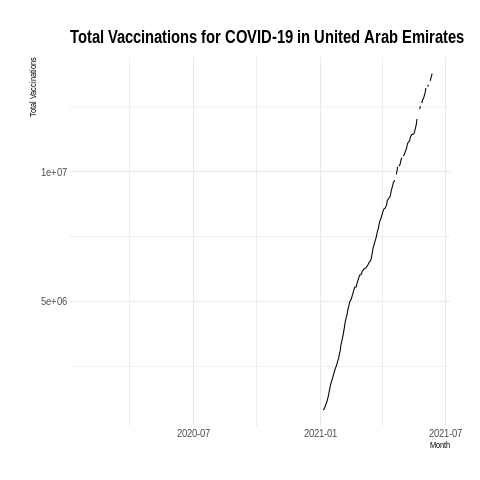 Total Vaccinations for COVID-19 in United Arab Emirates
Total Vaccinations
1e+07
5e+06
2020-07
2021-01
2021-07
Month